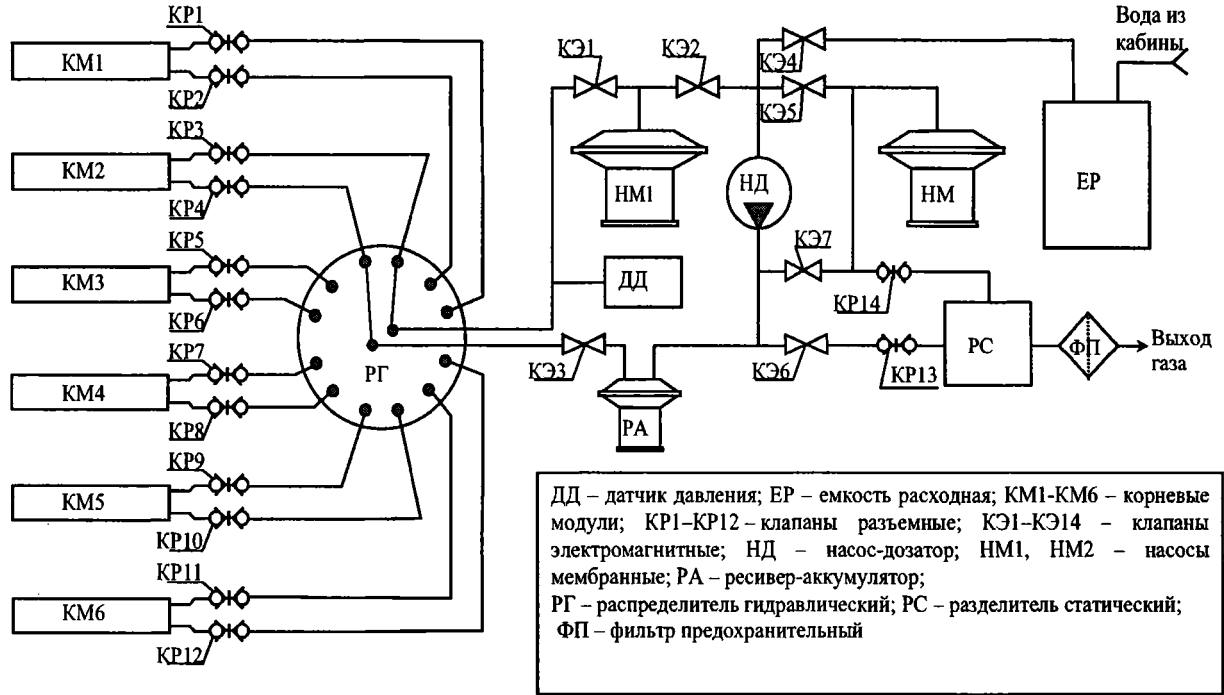 КР1
КМ1
КР2
КР3
КМ2
КР4
КР5
КМ3
КР6
КР7
КМ4
КР8
КР9
КМ5
КР10
КР11
КМ6
КР12
РГ
КЭ1
КЭ2
КЭ4
КЭ5
НМ1
НД
НМ
ЕР
Вода из
кабины
ДД
КЭ7
КР14
КЭ3
РА
КЭ6
КР13
РС
ФП
Выход
газа
ДД – датчик давления; ЕР – емкость расходная; КМ1-КМ6 – корневые
модули; КР1–КР12 – клапаны разъемные; КЭ1–КЭ14 – клапаны
электромагнитные; НД – насос-дозатор; НМ1, НМ2 – насосы
мембранные; РА – ресивер-аккумулятор;
РГ – распределитель гидравлический; РС – разделитель статический;
ФП – фильтр предохранительный